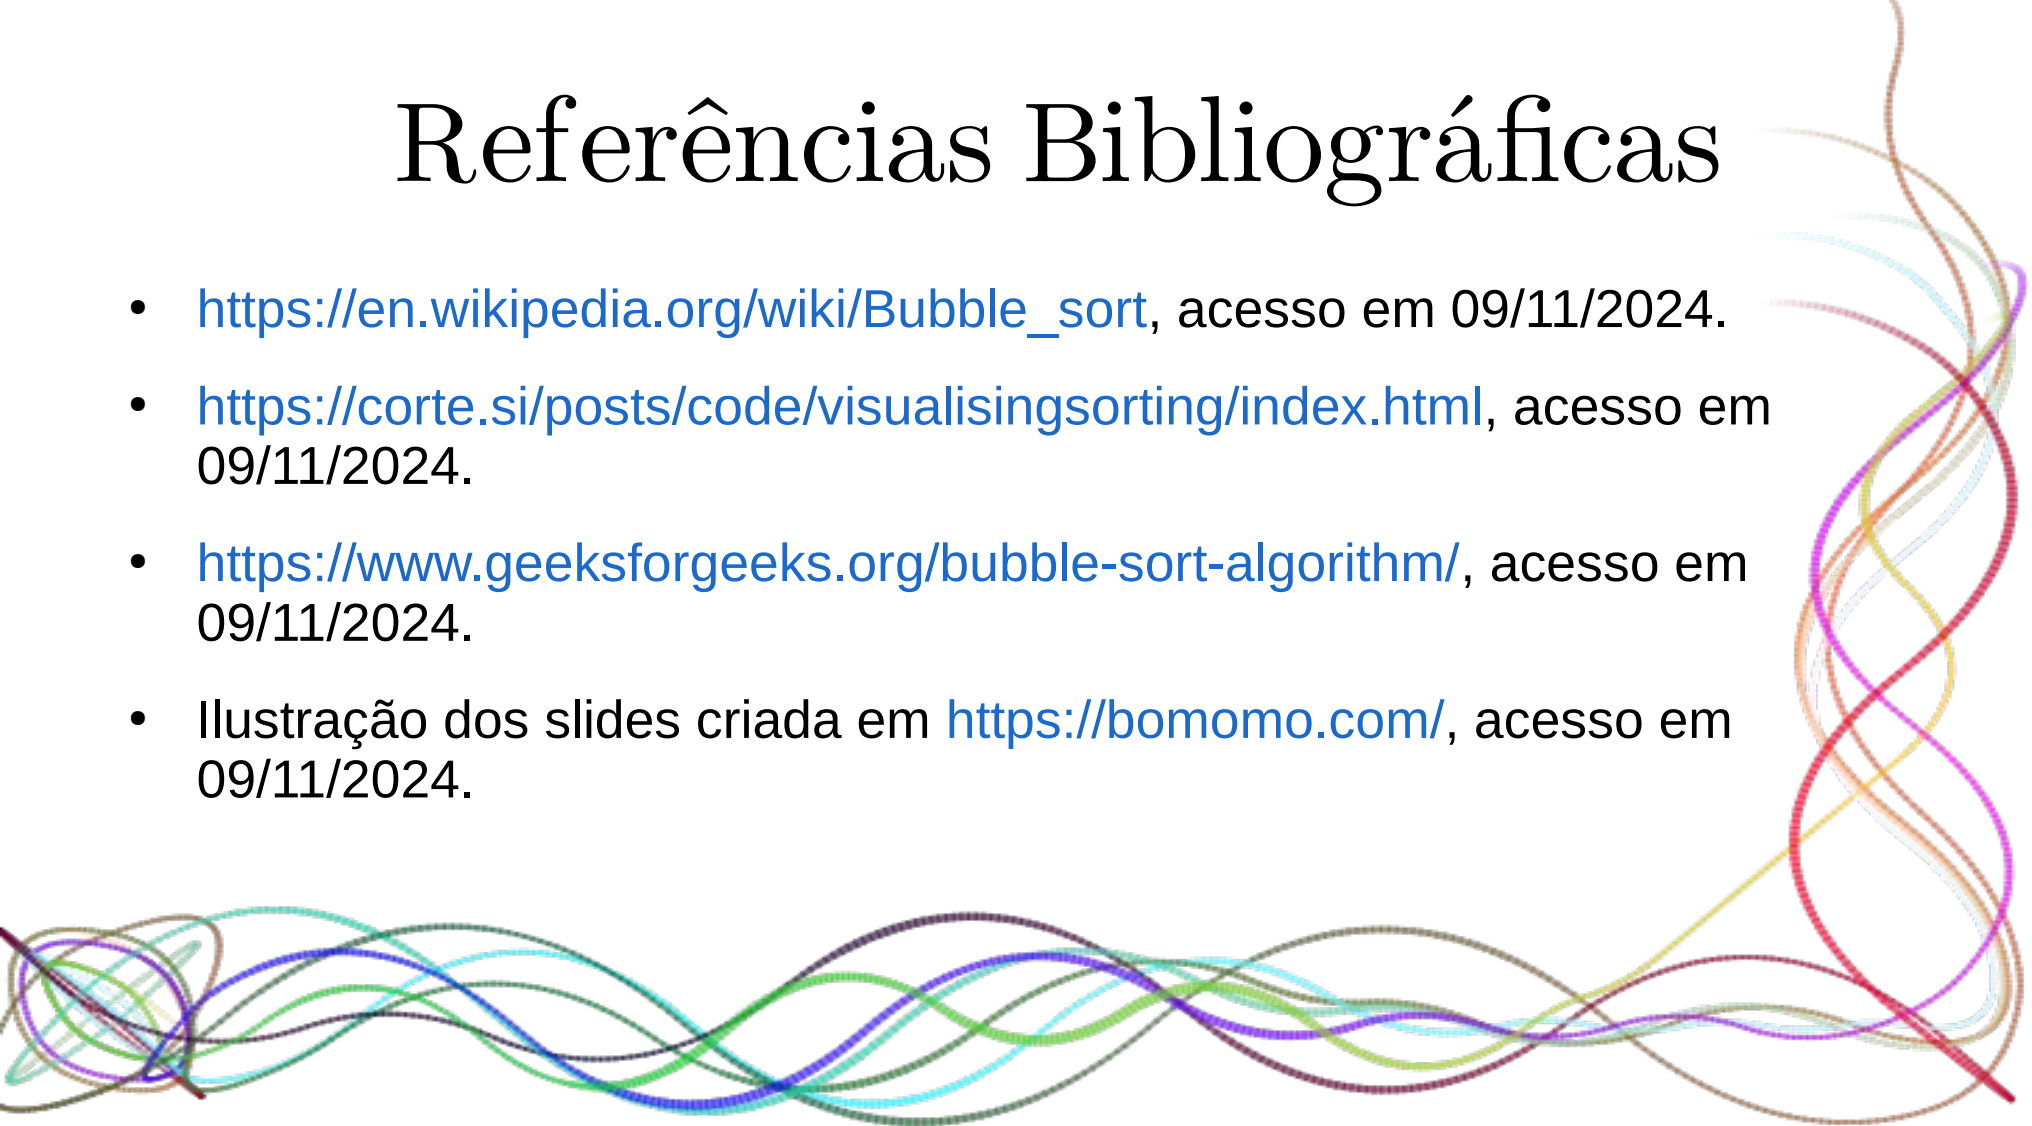 Referências Bibliográficas
• https://en.wikipedia.org/wiki/Bubble_sort, acesso em 09/11/2024.
• https://corte.si/posts/code/visualisingsorting/index.html, acesso em
09/11/2024.
• https://www.geeksforgeeks.org/bubble-sort-algorithm/, acesso em
09/11/2024.
• Ilustração dos slides criada em https://bomomo.com/, acesso em
09/11/2024.